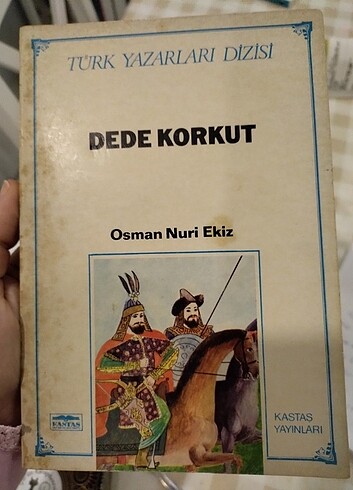 TÜRK YAZARLARI DİZİSİ
DEDE KORKUT
Osman Nuri Ekiz
KASTAŞ
KASTAŞ
YAYINLARI